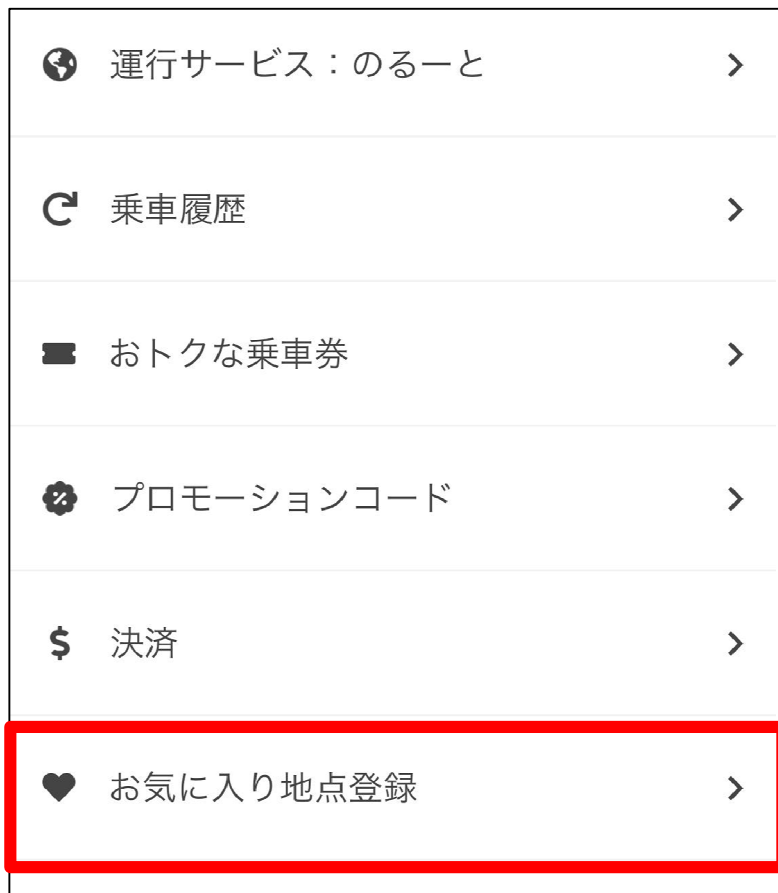 運行サービス：のるーと
乗車履歴
おトクな乗車券
プロモーションコード
決済
お気に入り地点登録